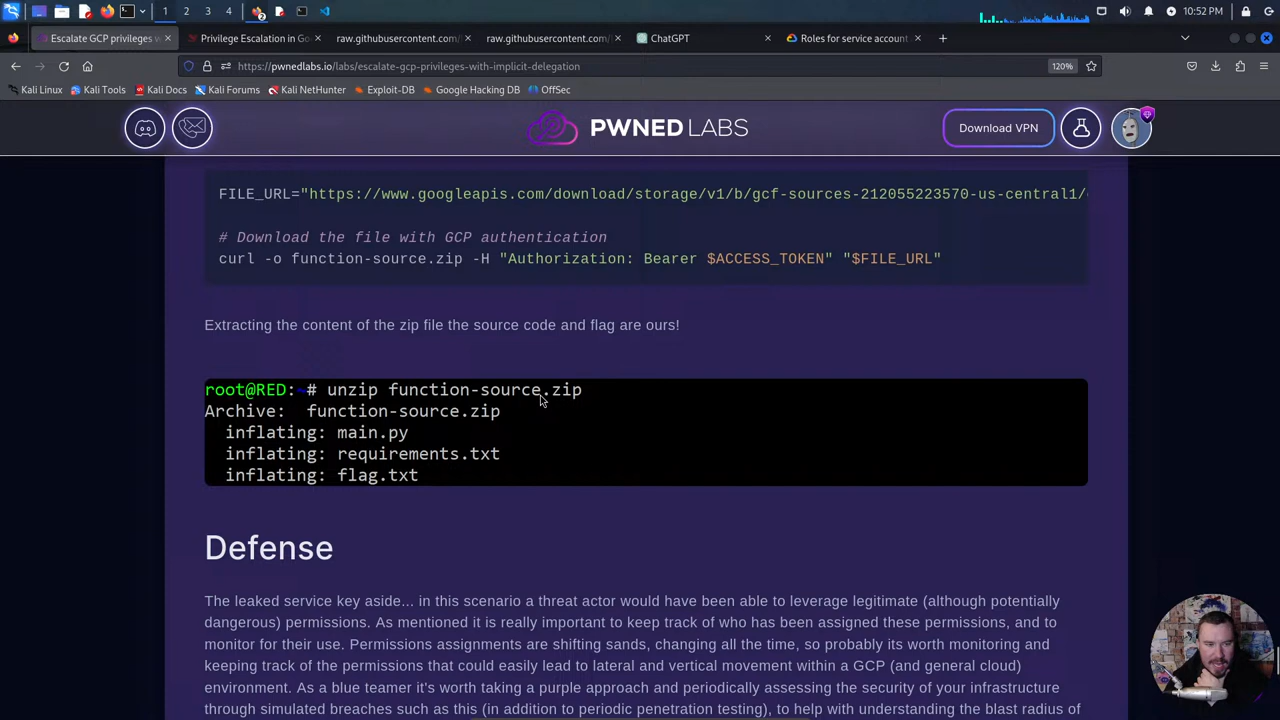 1 2 3 4 2 10:52 PM
Escalate GCP privileges w
Privilege Escalation in Go
raw.githubusercontent.com/
raw.githubusercontent.com/
ChatGPT
Roles for service account
https://pwnedlabs.io/labs/escalate-gcp-privileges-with-implicit-delegation 120%
Kali Linux Kali Tools Kali Docs Kali Forums Kali NetHunter Exploit-DB Google Hacking DB OffSec
PWNED LABS
Download VPN
FILE_URL="https://www.googleapis.com/download/storage/v1/b/gcf-sources-212055223570-us-central1/
# Download the file with GCP authentication
curl -o function-source.zip -H "Authorization: Bearer $ACCESS_TOKEN" "$FILE_URL"
Extracting the content of the zip file the source code and flag are ours!
root@RED:~# unzip function-source.zip
Archive: function-source.zip
inflating: main.py
inflating: requirements.txt
inflating: flag.txt
Defense
The leaked service key aside... in this scenario a threat actor would have been able to leverage legitimate (although potentially
dangerous) permissions. As mentioned it is really important to keep track of who has been assigned these permissions, and to
monitor for their use. Permissions assignments are shifting sands, changing all the time, so probably its worth monitoring and
keeping track of the permissions that could easily lead to lateral and vertical movement within a GCP (and general cloud)
environment. As a blue teamer it's worth taking a purple approach and periodically assessing the security of your infrastructure
through simulated breaches such as this (in addition to periodic penetration testing), to help with understanding the blast radius of